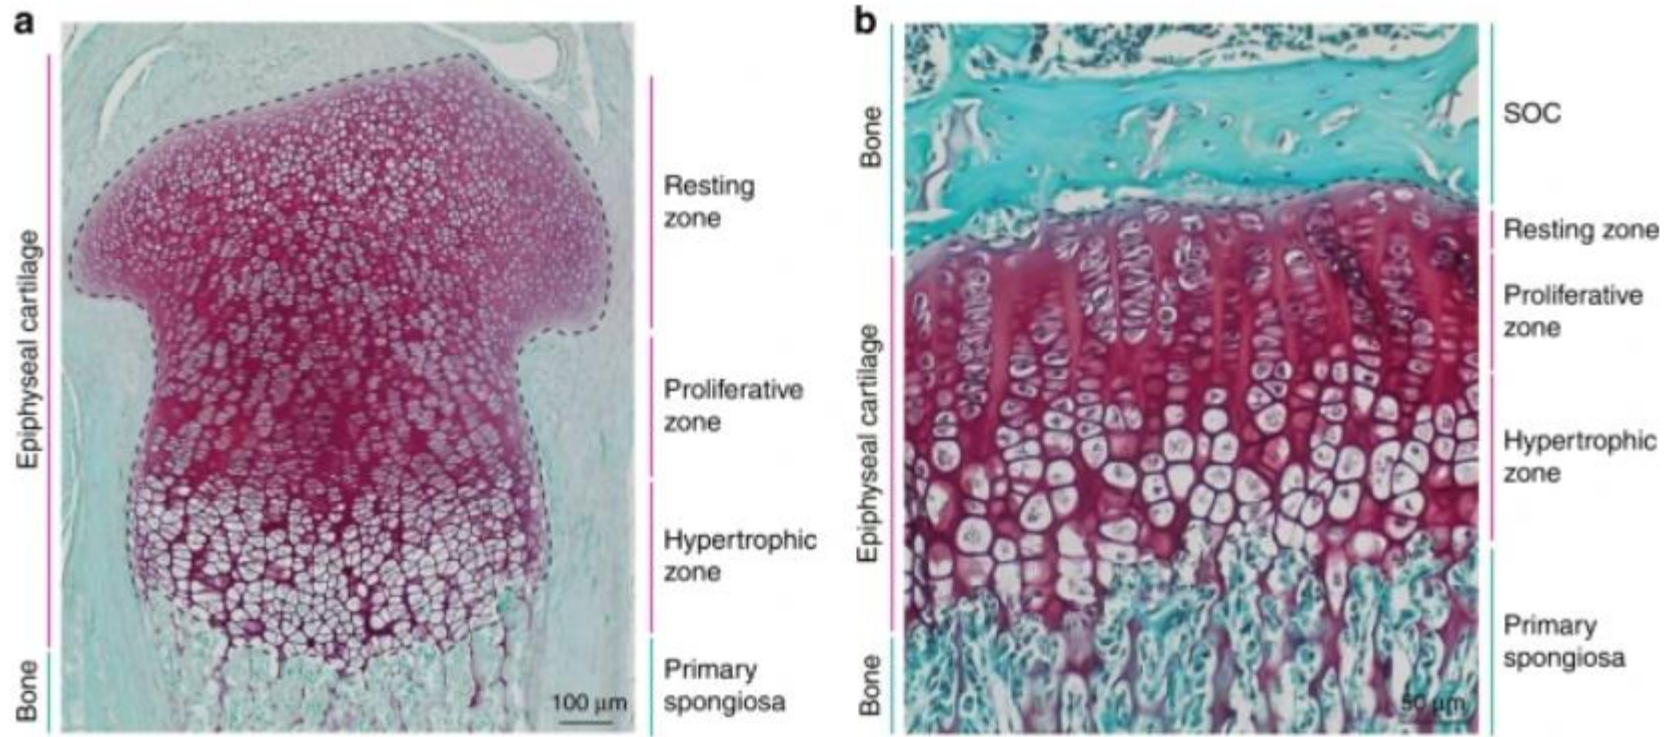 a
Epiphyseal cartilage
Bone
Resting
zone
Proliferative
zone
Hypertrophic
zone
Primary
spongiosa
100 μm
b
Bone
Epiphyseal cartilage
Bone
SOC
Resting zone
Proliferative
zone
Hypertrophic
zone
Primary
spongiosa
50 μm